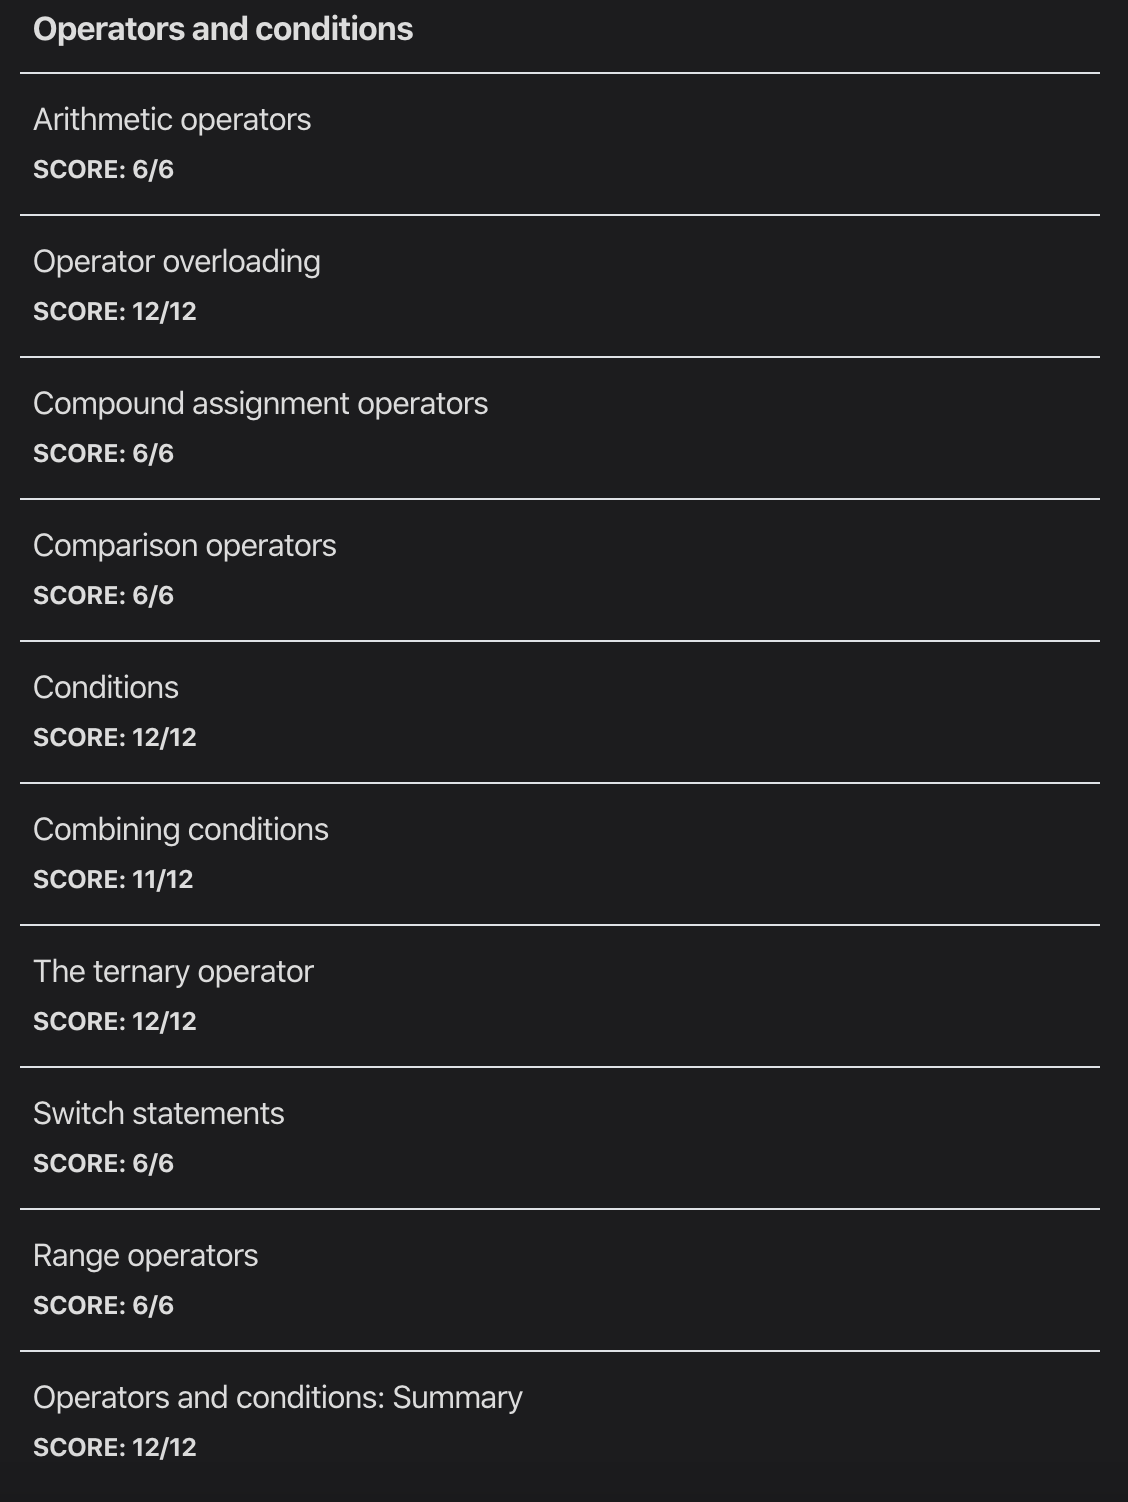 Operators and conditions
Arithmetic operators
SCORE: 6/6
Operator overloading
SCORE: 12/12
Compound assignment operators
SCORE: 6/6
Comparison operators
SCORE: 6/6
Conditions
SCORE: 12/12
Combining conditions
SCORE: 11/12
The ternary operator
SCORE: 12/12
Switch statements
SCORE: 6/6
Range operators
SCORE: 6/6
Operators and conditions: Summary
SCORE: 12/12